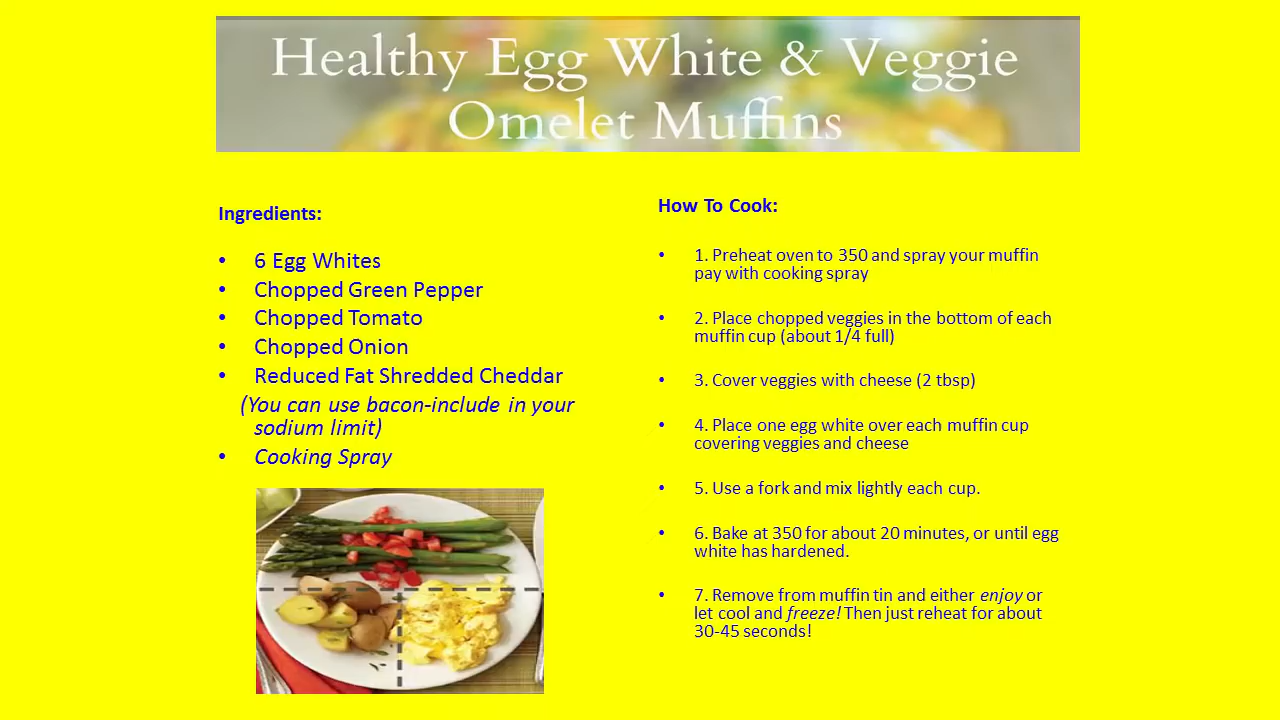 Healthy Egg White & Veggie
Omelet Muffins
Ingredients:
• 6 Egg Whites
• Chopped Green Pepper
• Chopped Tomato
• Chopped Onion
• Reduced Fat Shredded Cheddar
(You can use bacon-include in your
sodium limit)
• Cooking Spray
How To Cook:
• 1. Preheat oven to 350 and spray your muffin
pay with cooking spray
• 2. Place chopped veggies in the bottom of each
muffin cup (about 1/4 full)
• 3. Cover veggies with cheese (2 tbsp)
• 4. Place one egg white over each muffin cup
covering veggies and cheese
• 5. Use a fork and mix lightly each cup.
• 6. Bake at 350 for about 20 minutes, or until egg
white has hardened.
• 7. Remove from muffin tin and either enjoy or
let cool and freeze! Then just reheat for about
30-45 seconds!